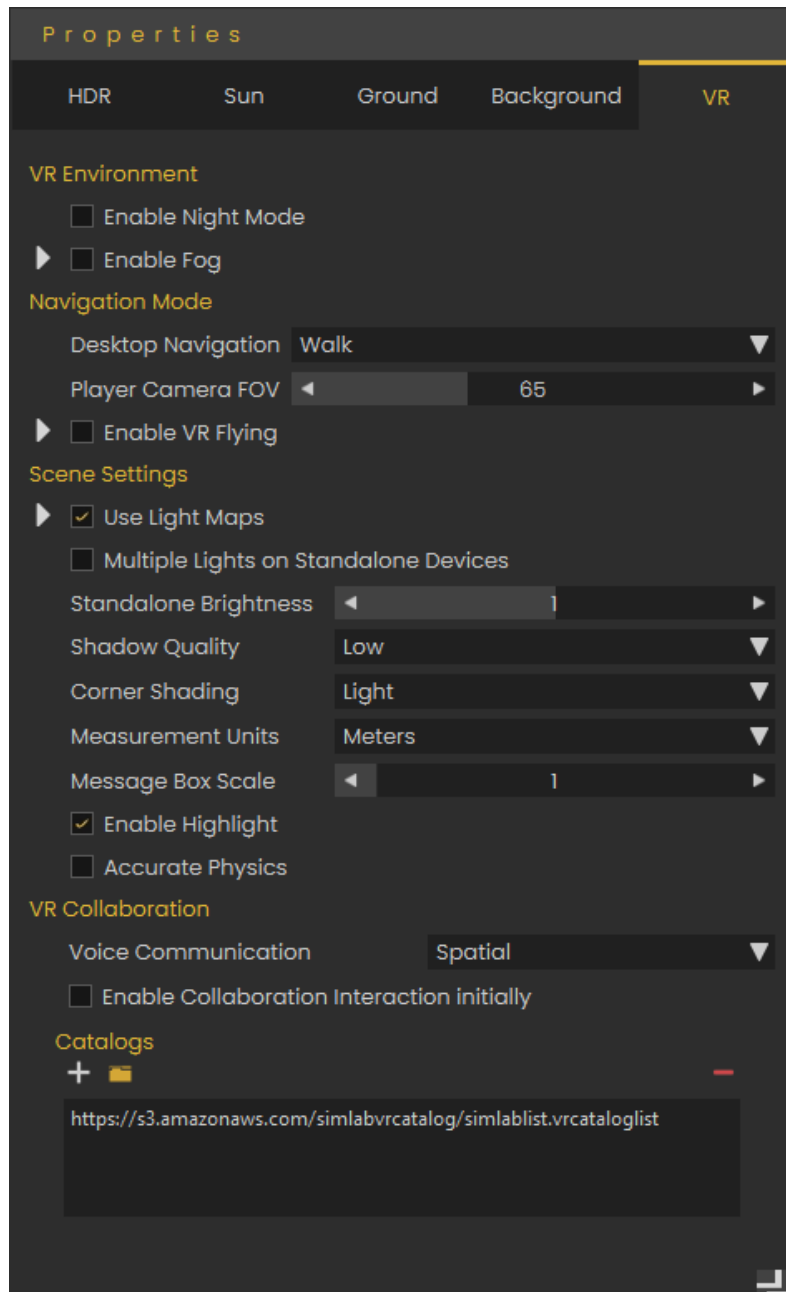 Properties
HDR Sun Ground Background VR
VR Environment
Enable Night Mode
Enable Fog
Navigation Mode
Desktop Navigation Walk
Player Camera FOV 65
Enable VR Flying
Scene Settings
Use Light Maps
Multiple Lights on Standalone Devices
Standalone Brightness 1
Shadow Quality Low
Corner Shading Light
Measurement Units Meters
Message Box Scale 1
Enable Highlight
Accurate Physics
VR Collaboration
Voice Communication Spatial
Enable Collaboration Interaction initially
Catalogs
https://s3.amazonaws.com/simlabvrcatalog/simlablist.vrcataloglist